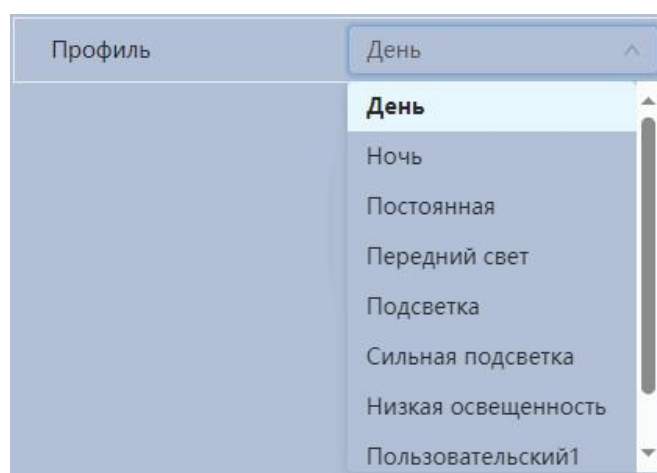 Профиль День
День
Ночь
Постоянная
Передний свет
Подсветка
Сильная подсветка
Низкая освещенность
Пользовательский1